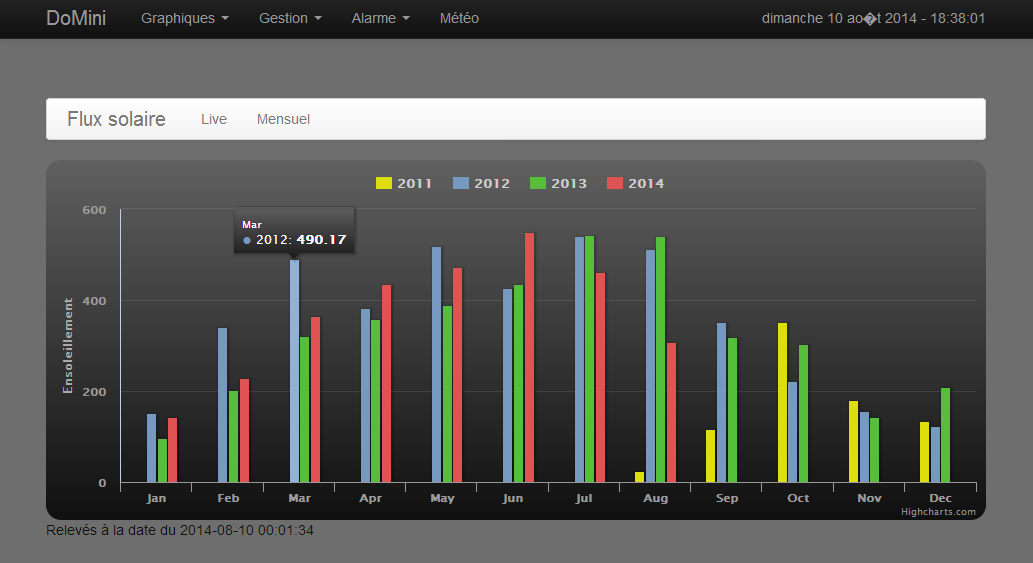 DoMini Graphiques Gestion Alarme Météo dimanche 10 ao�t 2014 - 18:38:01
Flux solaire Live Mensuel
2011 2012 2013 2014
600
Mar
2012: 490.17
400
Ensoleillement
200
0
Jan Feb Mar Apr May Jun Jul Aug Sep Oct Nov Dec
Highcharts.com
Relevés à la date du 2014-08-10 00:01:34